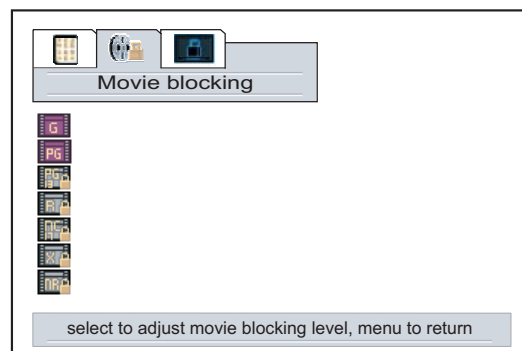 Movie blocking
G
PG
PG
13
R
NC
17
X
NR
select to adjust movie blocking level, menu to return